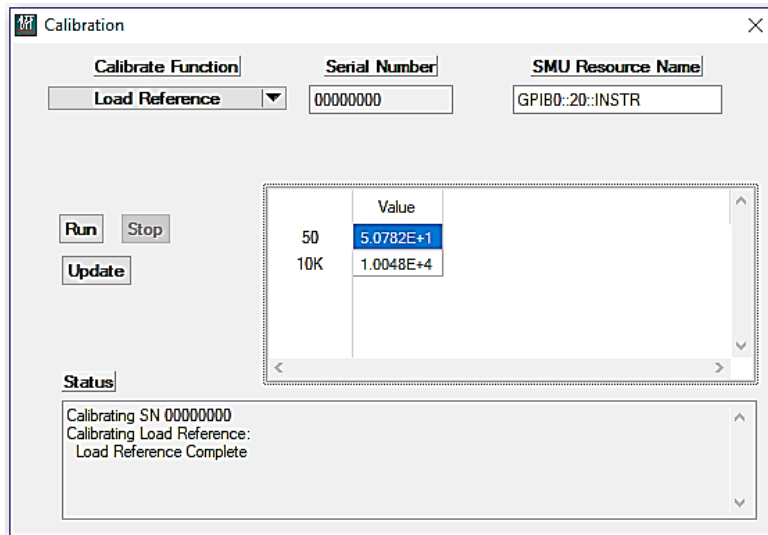 Calibration
Calibrate Function
Serial Number
SMU Resource Name
Load Reference
00000000
GPIB0::20::INSTR
Run
Stop
Update
Value
50 5.0782E+1
10K 1.0048E+4
Status
Calibrating SN 00000000
Calibrating Load Reference:
Load Reference Complete